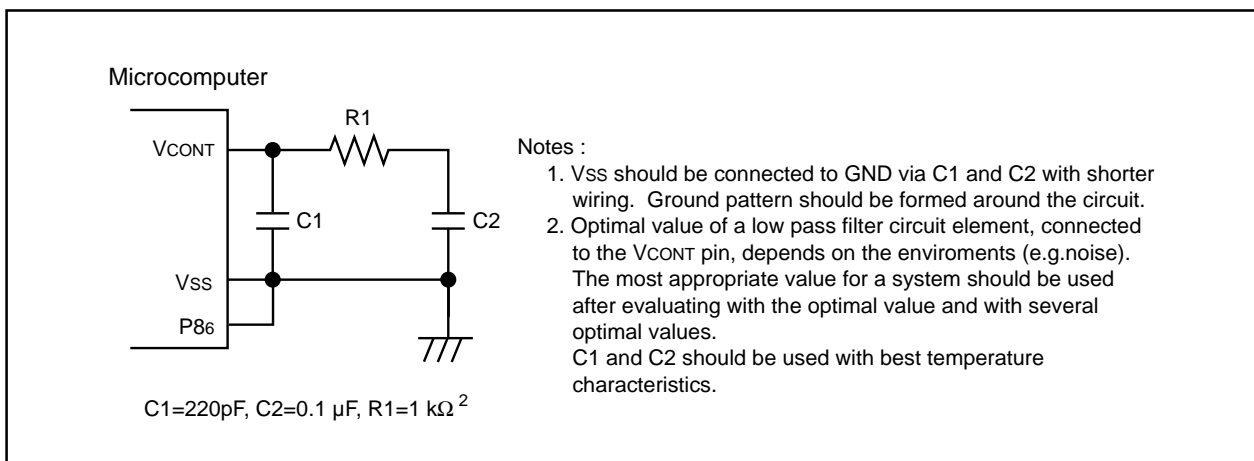 Microcomputer
VCONT
R1
C1
C2
VSS
P86
C1=220pF, C2=0.1 µF, R1=1 kΩ 2
Notes :
1. VSS should be connected to GND via C1 and C2 with shorter
wiring. Ground pattern should be formed around the circuit.
2. Optimal value of a low pass filter circuit element, connected
to the VCONT pin, depends on the enviroments (e.g.noise).
The most appropriate value for a system should be used
after evaluating with the optimal value and with several
optimal values.
C1 and C2 should be used with best temperature
characteristics.